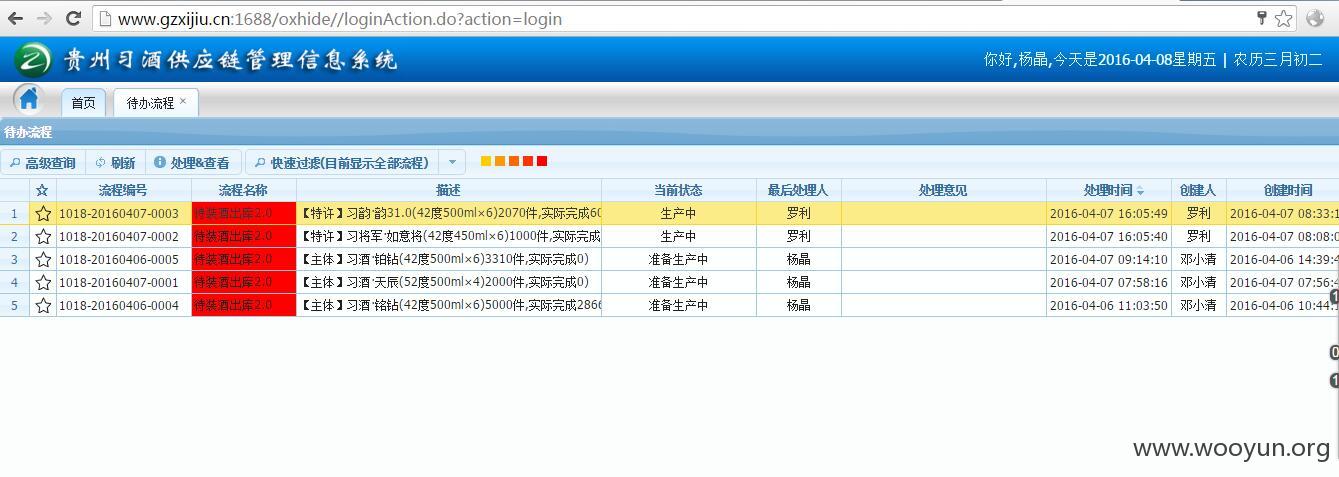 www.gzxijiu.cn:1688/oxhide//loginAction.do?action=login
贵州习酒供应链管理信息系统
你好,杨晶,今天是2016-04-08星期五 | 农历三月初二
首页 待办流程 ×
待办流程
高级查询 刷新 处理&查看 快速过滤(目前显示全部流程)
流程编号 流程名称 描述 当前状态 最后处理人 处理意见 处理时间 创建人 创建时间
1 1018-20160407-0003 待装酒出库2.0 【特许】习韵·韵31.0(42度500ml×6)2070件,实际完成60 生产中 罗利 2016-04-07 16:05:49 罗利 2016-04-07 08:33:1
2 1018-20160407-0002 待装酒出库2.0 【特许】习将军·如意将(42度450ml×6)1000件,实际完成 生产中 罗利 2016-04-07 16:05:40 罗利 2016-04-07 08:08:0
3 1018-20160406-0005 待装酒出库2.0 【主体】习酒·铂钻(42度500ml×6)3310件,实际完成0) 准备生产中 杨晶 2016-04-07 09:14:10 邓小清 2016-04-06 14:39:4
4 1018-20160407-0001 待装酒出库2.0 【主体】习酒·天辰(52度500ml×4)2000件,实际完成0) 准备生产中 杨晶 2016-04-07 07:58:16 邓小清 2016-04-07 07:56:4
5 1018-20160406-0004 待装酒出库2.0 【主体】习酒·铭钻(42度500ml×6)5000件,实际完成286 准备生产中 杨晶 2016-04-06 11:03:50 邓小清 2016-04-06 10:44:1
www.wooyun.org